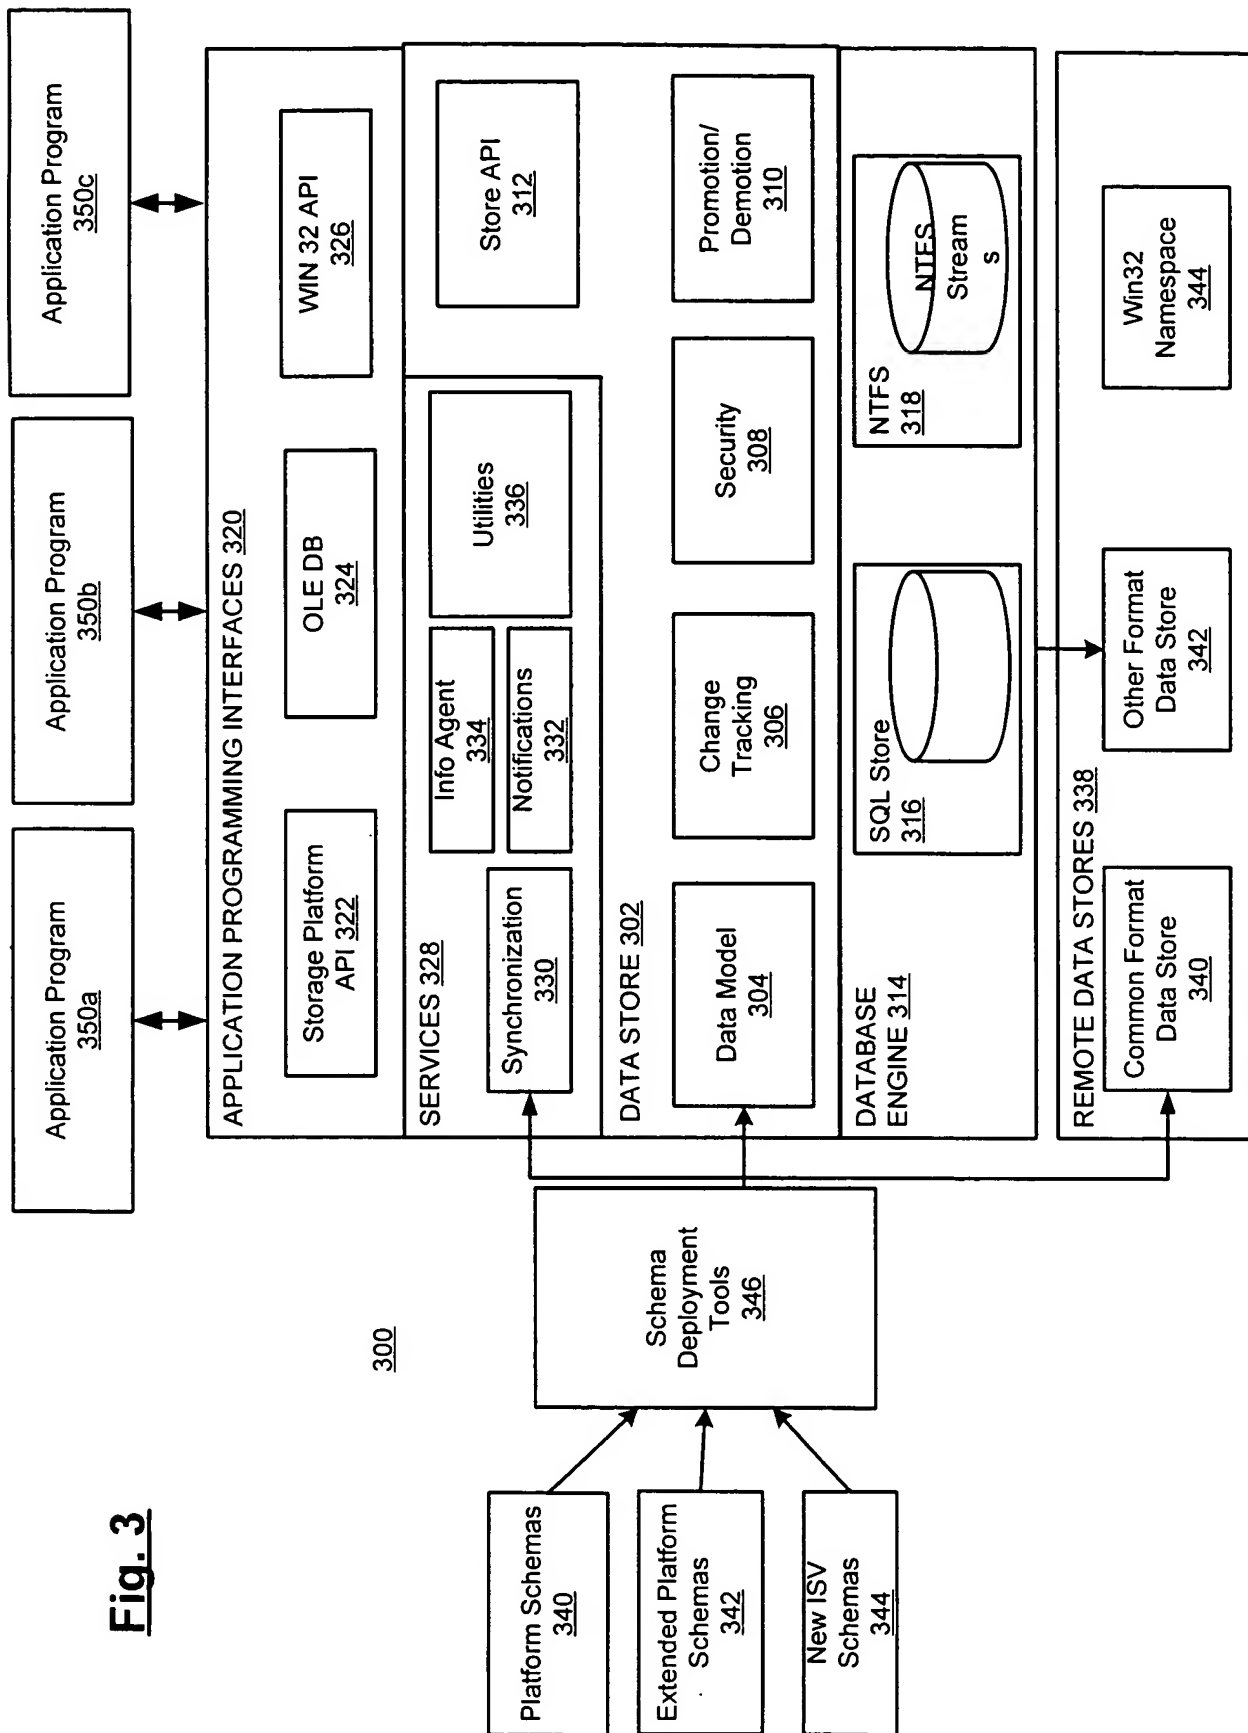 Application Program
350a
Application Program
350b
Application Program
350c
APPLICATION PROGRAMMING INTERFACES 320
Storage Platform
API 322
OLE DB
324
WIN 32 API
326
SERVICES 328
Synchronization
330
Info Agent
334
Notifications
332
Utilities
336
Store API
312
DATA STORE 302
Data Model
304
Change
Tracking
306
Security
308
Promotion/
Demotion
310
DATABASE
ENGINE 314
SQL Store
316
NTFS
318
NTFS
Stream
s
REMOTE DATA STORES 338
Common Format
Data Store
340
Other Format
Data Store
342
Win32
Namespace
344
300
Schema
Deployment
Tools
346
Platform Schemas
340
Extended Platform
Schemas
342
New ISV
Schemas
344
Fig. 3